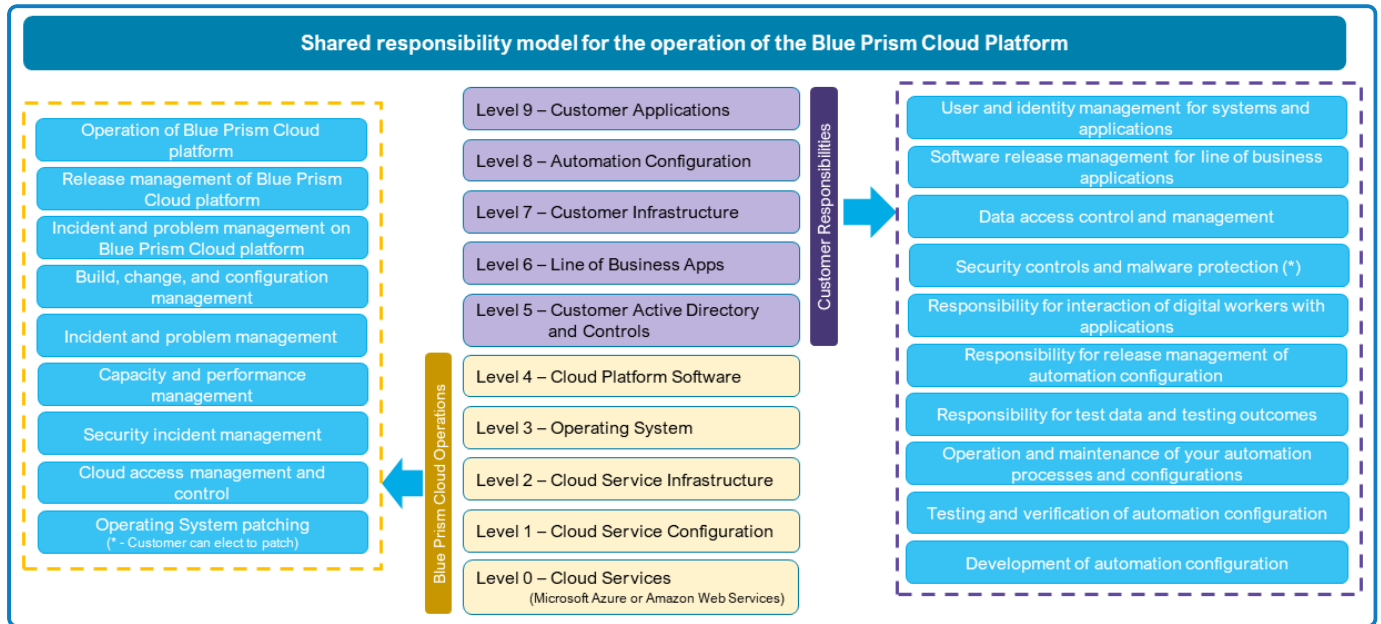 Shared responsibility model for the operation of the Blue Prism Cloud Platform
Operation of Blue Prism Cloud
platform
Release management of Blue Prism
Cloud platform
Incident and problem management on
Blue Prism Cloud platform
Build, change, and configuration
management
Incident and problem management
Capacity and performance
management
Security incident management
Cloud access management and
control
Operating System patching
(* - Customer can elect to patch)
Blue Prism Cloud Operations
Level 9 – Customer Applications
Level 8 – Automation Configuration
Level 7 – Customer Infrastructure
Level 6 – Line of Business Apps
Level 5 – Customer Active Directory
and Controls
Level 4 – Cloud Platform Software
Level 3 – Operating System
Level 2 – Cloud Service Infrastructure
Level 1 – Cloud Service Configuration
Level 0 – Cloud Services
(Microsoft Azure or Amazon Web Services)
Customer Responsibilities
User and identity management for systems and
applications
Software release management for line of business
applications
Data access control and management
Security controls and malware protection (*)
Responsibility for interaction of digital workers with
applications
Responsibility for release management of
automation configuration
Responsibility for test data and testing outcomes
Operation and maintenance of your automation
processes and configurations
Testing and verification of automation configuration
Development of automation configuration